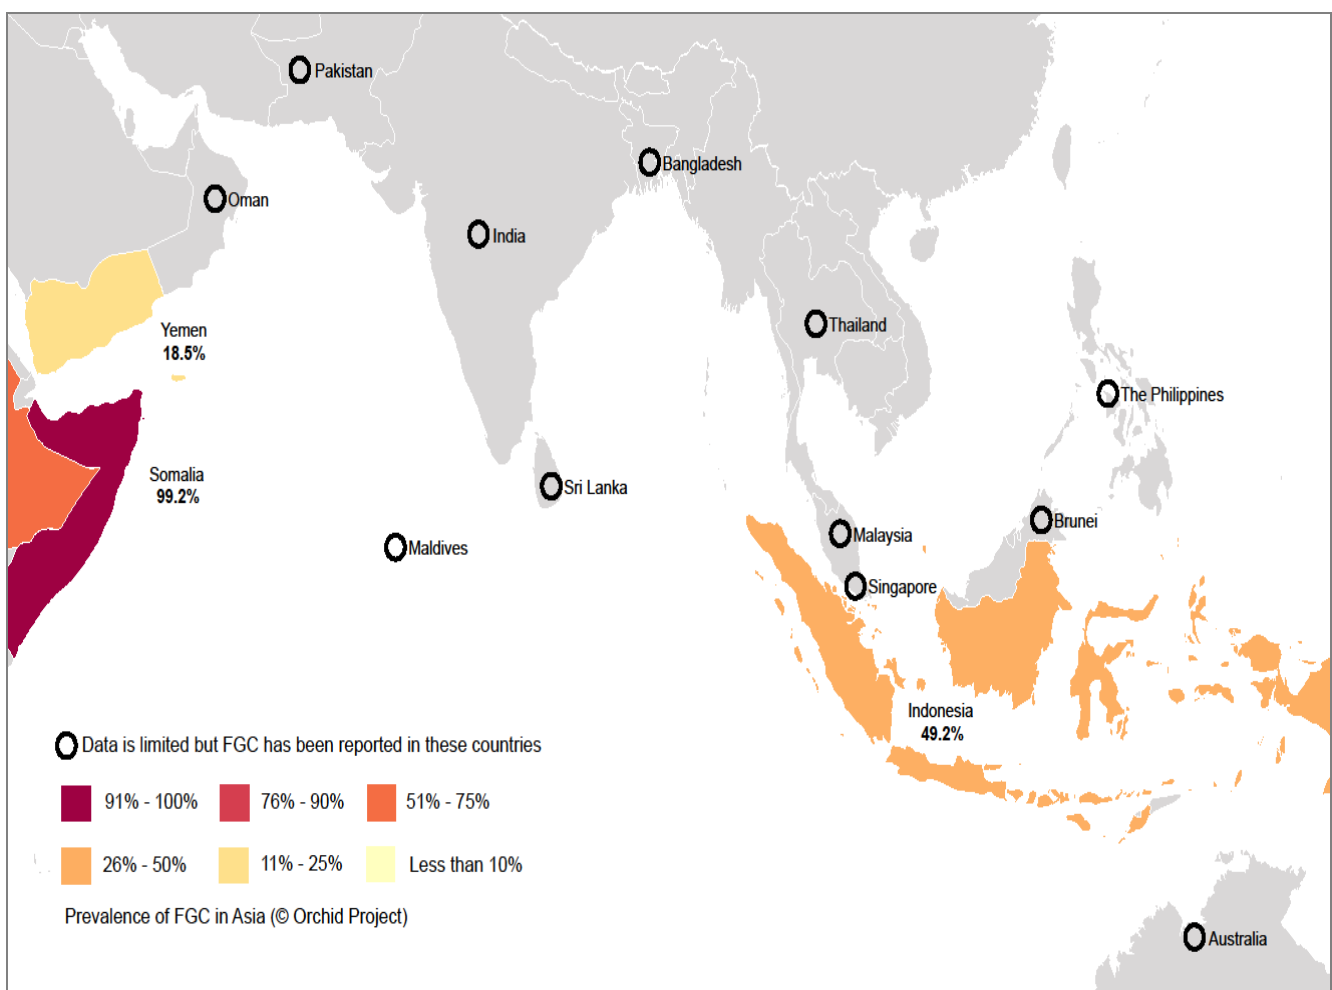 Pakistan
Bangladesh
Oman
India
Yemen
18.5%
Thailand
The Philippines
Somalia
99.2%
Sri Lanka
Brunei
Malaysia
Maldives
Singapore
Indonesia
49.2%
Data is limited but FGC has been reported in these countries
91% - 100%
76% - 90%
51% - 75%
26% - 50%
11% - 25%
Less than 10%
Prevalence of FGC in Asia (© Orchid Project)
Australia